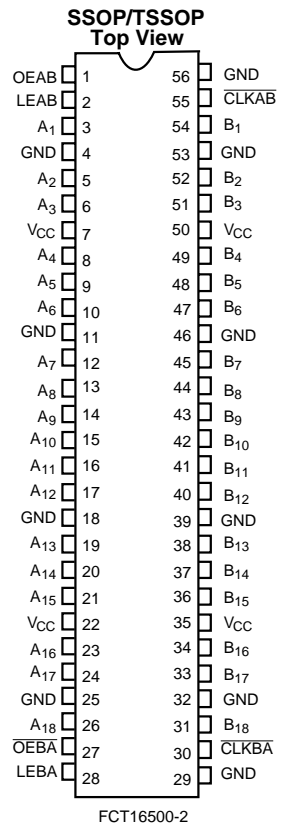 SSOP/TSSOP
Top View
OEAB 1 56 GND
LEAB 2 55 CLKAB
A1 3 54 B1
GND 4 53 GND
A2 5 52 B2
A3 6 51 B3
VCC 7 50 VCC
A4 8 49 B4
A5 9 48 B5
A6 10 47 B6
GND 11 46 GND
A7 12 45 B7
A8 13 44 B8
A9 14 43 B9
A10 15 42 B10
A11 16 41 B11
A12 17 40 B12
GND 18 39 GND
A13 19 38 B13
A14 20 37 B14
A15 21 36 B15
VCC 22 35 VCC
A16 23 34 B16
A17 24 33 B17
GND 25 32 GND
A18 26 31 B18
OEBA 27 30 CLKBA
LEBA 28 29 GND
FCT16500-2